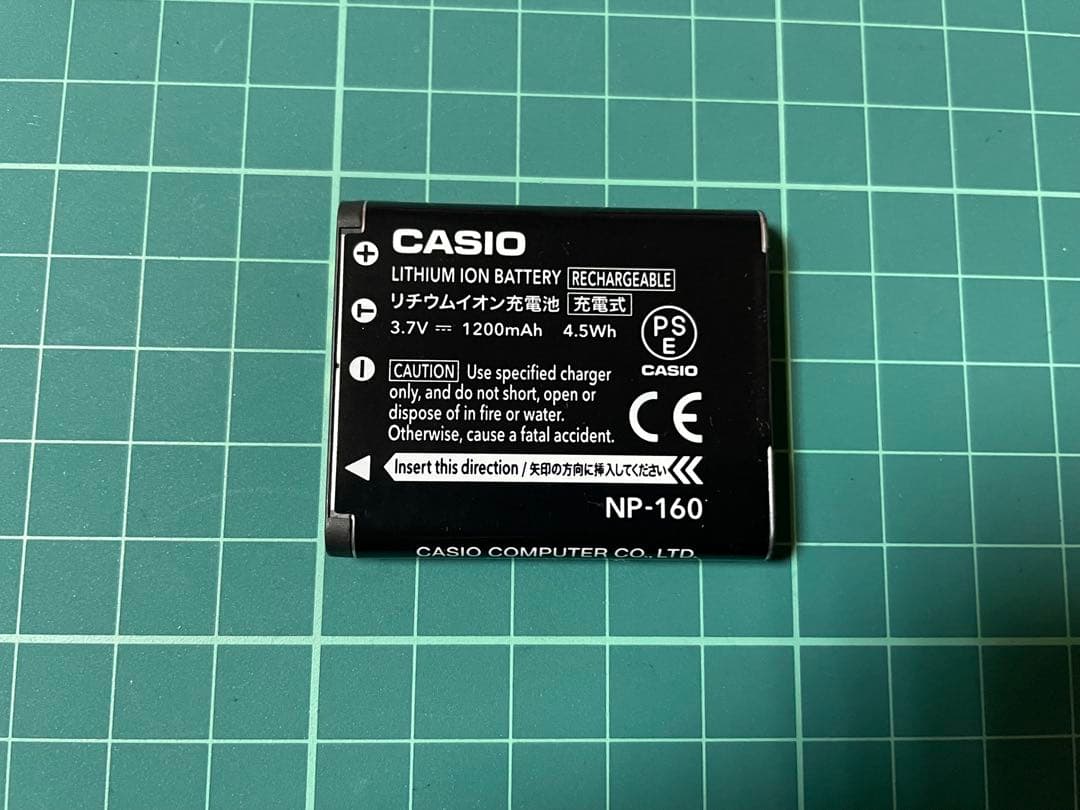 CASIO
LITHIUM ION BATTERY RECHARGEABLE
リチウムイオン充電池 充電式
3.7V ⎓ 1200mAh 4.5Wh
PS
E
CASIO
+
T
−
CAUTION Use specified charger
only, and do not short, open or
dispose of in fire or water.
Otherwise, cause a fatal accident.
CE
Insert this direction / 矢印の方向に挿入してください
NP-160
CASIO COMPUTER CO., LTD.